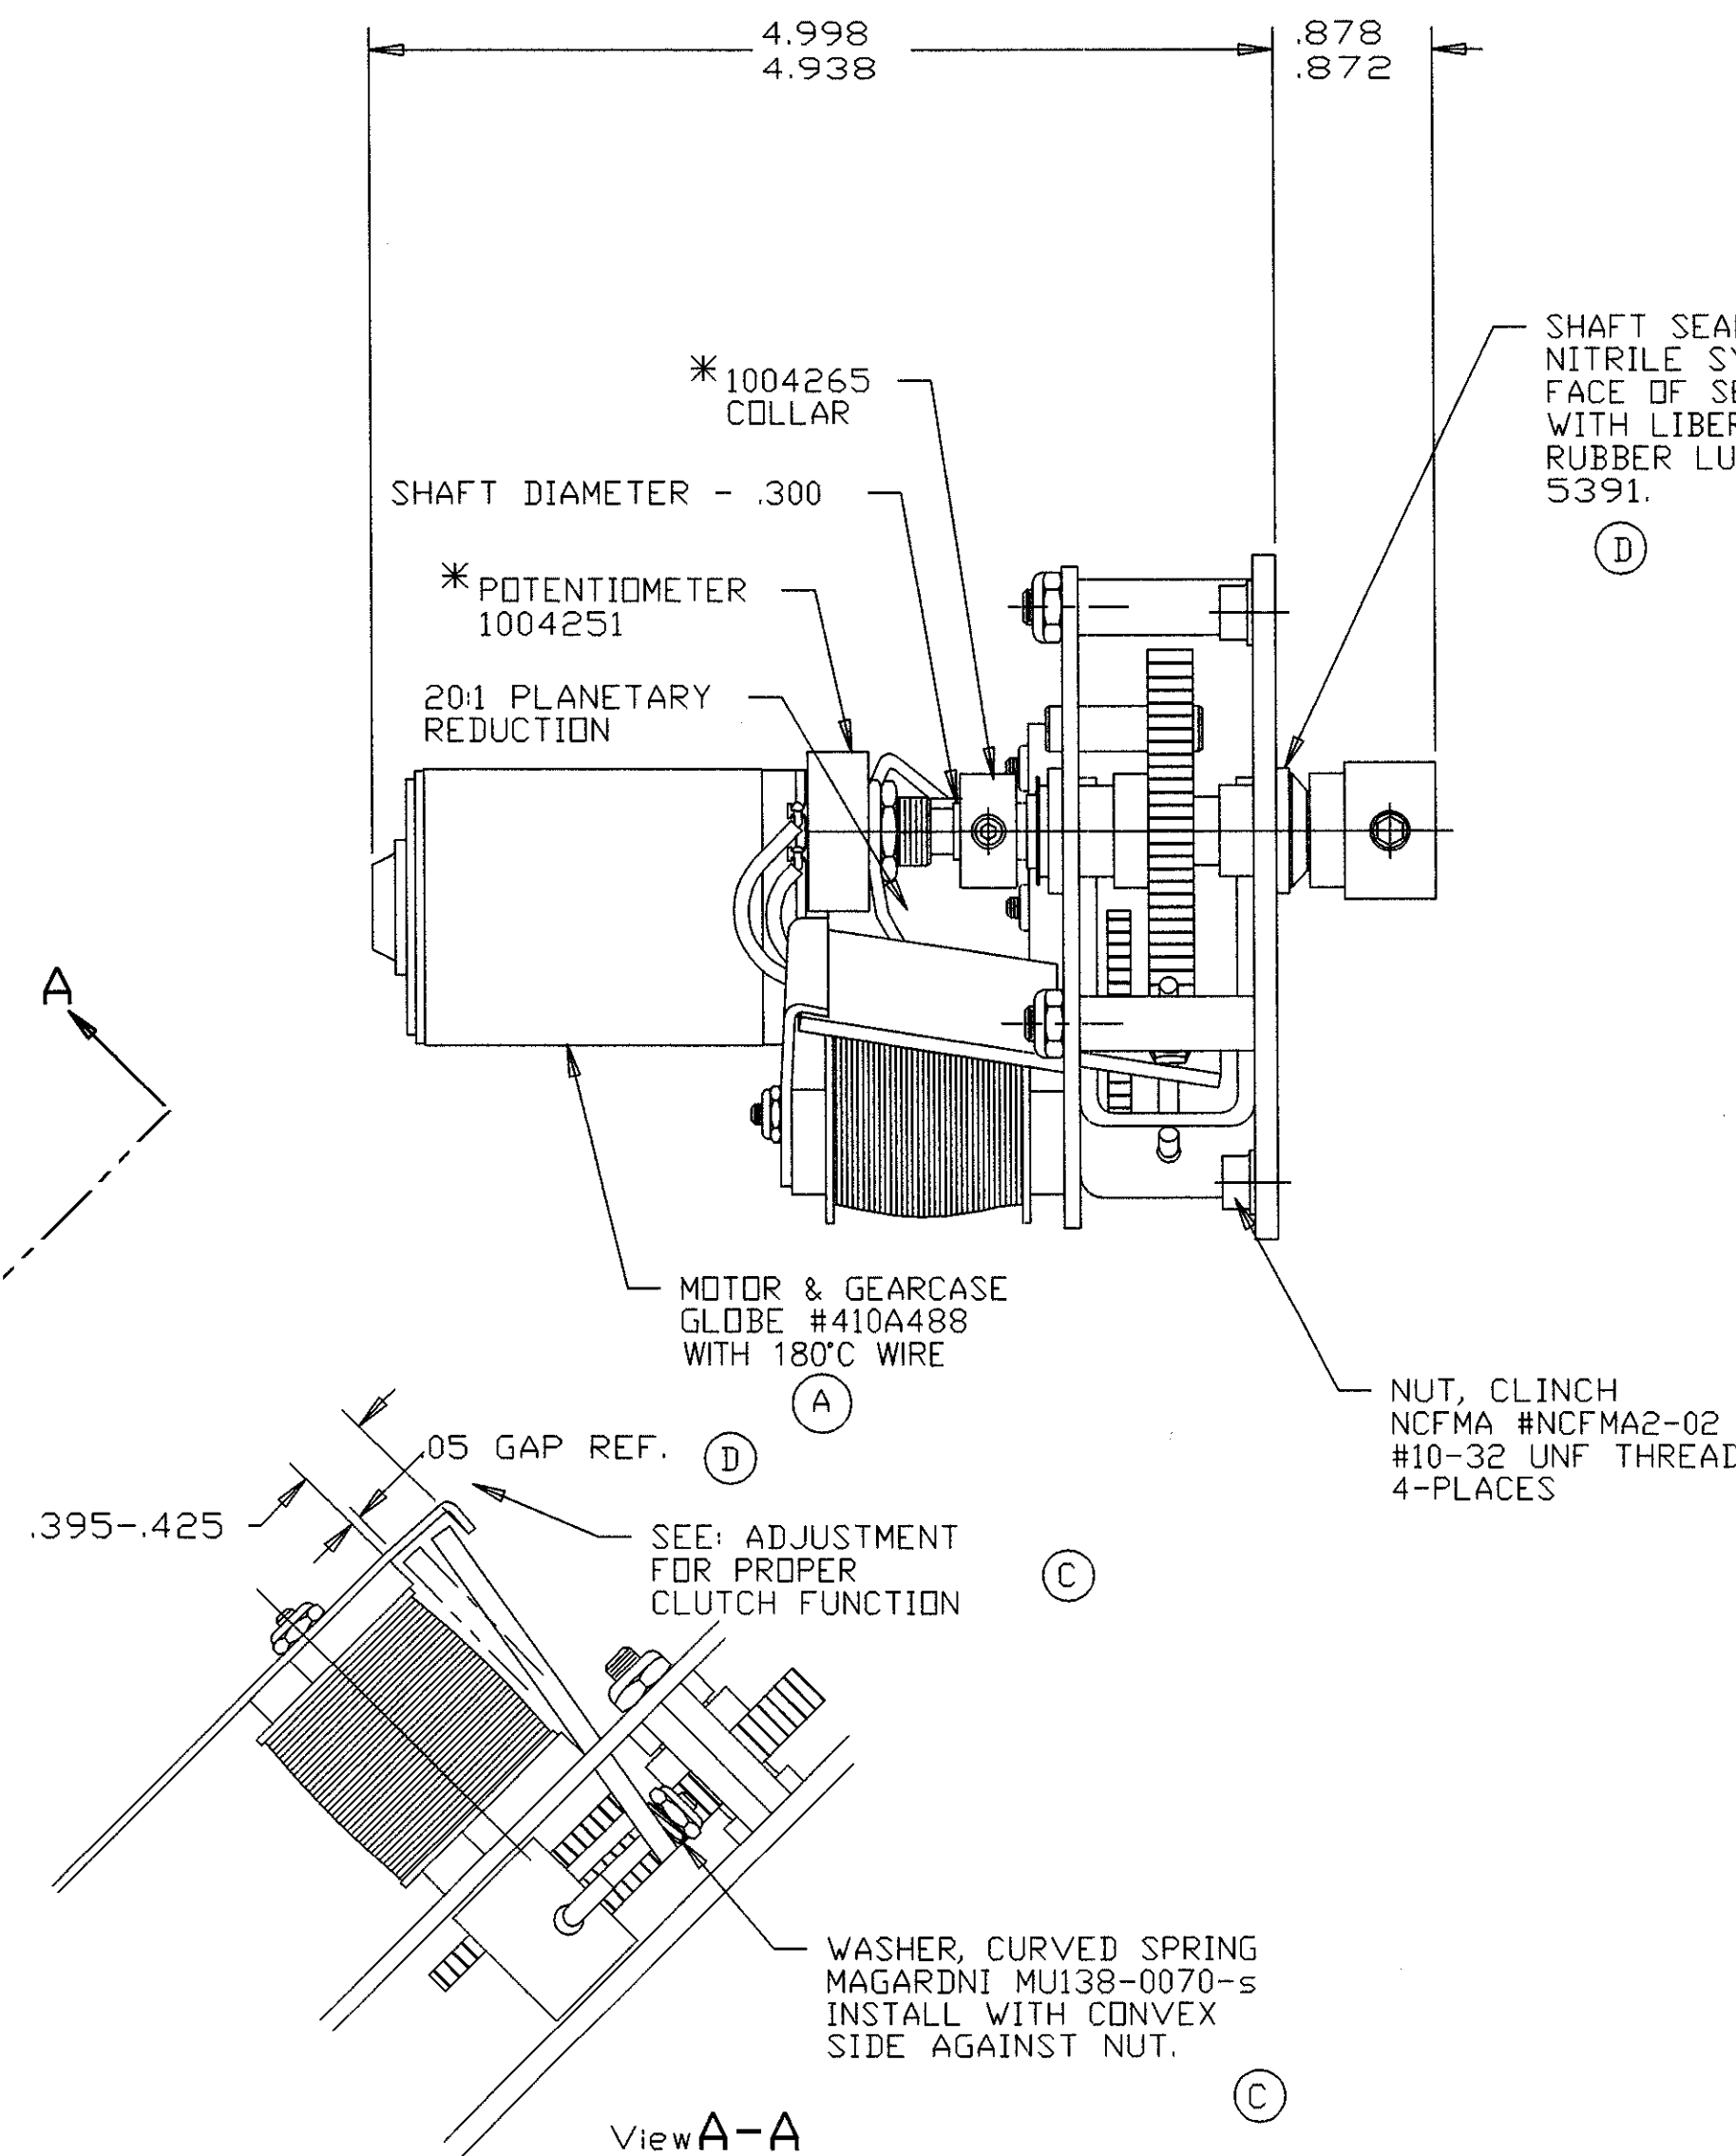 4.998
4.938
.878
.872
SHAFT
NITRILE
FACE OF
WITH
RUBBER
5391.
D
* 1004265
COLLAR
SHAFT DIAMETER - .300
* POTENTIOMETER
1004251
20:1 PLANETARY
REDUCTION
A
MOTOR & GEARCASE
GLOBE #410A488
WITH 180°C WIRE
A
NUT, CLINCH
NCFMA #NCFMA2-02
#10-32 UNF THREAD
4-PLACES
.05 GAP REF.
D
.395-.425
SEE: ADJUSTMENT
FOR PROPER
CLUTCH FUNCTION
C
WASHER, CURVED SPRING
MAGARDNI MU138-0070-s
INSTALL WITH CONVEX
SIDE AGAINST NUT.
C
View A-A